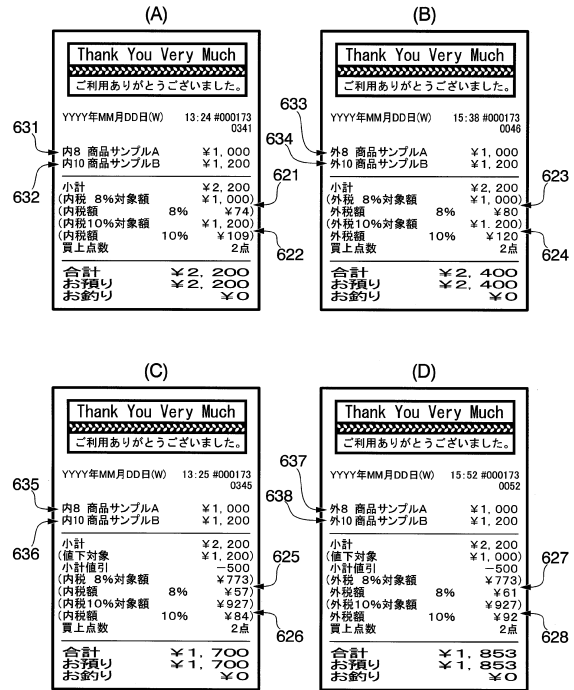 (A)
Thank You Very Much
ご利用ありがとうございました。
YYYY年MM月DD日(W) 13:24 #000173
0341
631
内8 商品サンプルA ¥1,000
内10 商品サンプルB ¥1,200
632
小計 ¥2,200
(内税 8%対象額 ¥1,000)
621
(内税額 8% ¥74)
(内税10%対象額 ¥1,200)
(内税額 10% ¥109)
622
買上点数 2点
合計 ¥2,200
お預り ¥2,200
お釣り ¥0
(B)
Thank You Very Much
ご利用ありがとうございました。
YYYY年MM月DD日(W) 15:38 #000173
0046
633
634
外8 商品サンプルA ¥1,000
外10 商品サンプルB ¥1,200
小計 ¥2,200
(外税 8%対象額 ¥1,000)
623
外税額 8% ¥80
(外税10%対象額 ¥1.200)
外税額 10% ¥120
624
買上点数 2点
合計 ¥2,400
お預り ¥2,400
お釣り ¥0
(C)
Thank You Very Much
ご利用ありがとうございました。
YYYY年MM月DD日(W) 13:25 #000173
0345
635
内8 商品サンプルA ¥1,000
内10 商品サンプルB ¥1,200
636
小計 ¥2,200
(値下対象 ¥1,200)
小計値引 -500
(内税 8%対象額 ¥773)
625
(内税額 8% ¥57)
(内税10%対象額 ¥927)
(内税額 10% ¥84)
626
買上点数 2点
合計 ¥1,700
お預り ¥1,700
お釣り ¥0
(D)
Thank You Very Much
ご利用ありがとうございました。
YYYY年MM月DD日(W) 15:52 #000173
0052
637
638
外8 商品サンプルA ¥1,000
外10 商品サンプルB ¥1,200
小計 ¥2,200
(値下対象 ¥1,000)
小計値引 -500
(外税 8%対象額 ¥773)
627
外税額 8% ¥61
(外税10%対象額 ¥927)
外税額 10% ¥92
628
買上点数 2点
合計 ¥1,853
お預り ¥1,853
お釣り ¥0